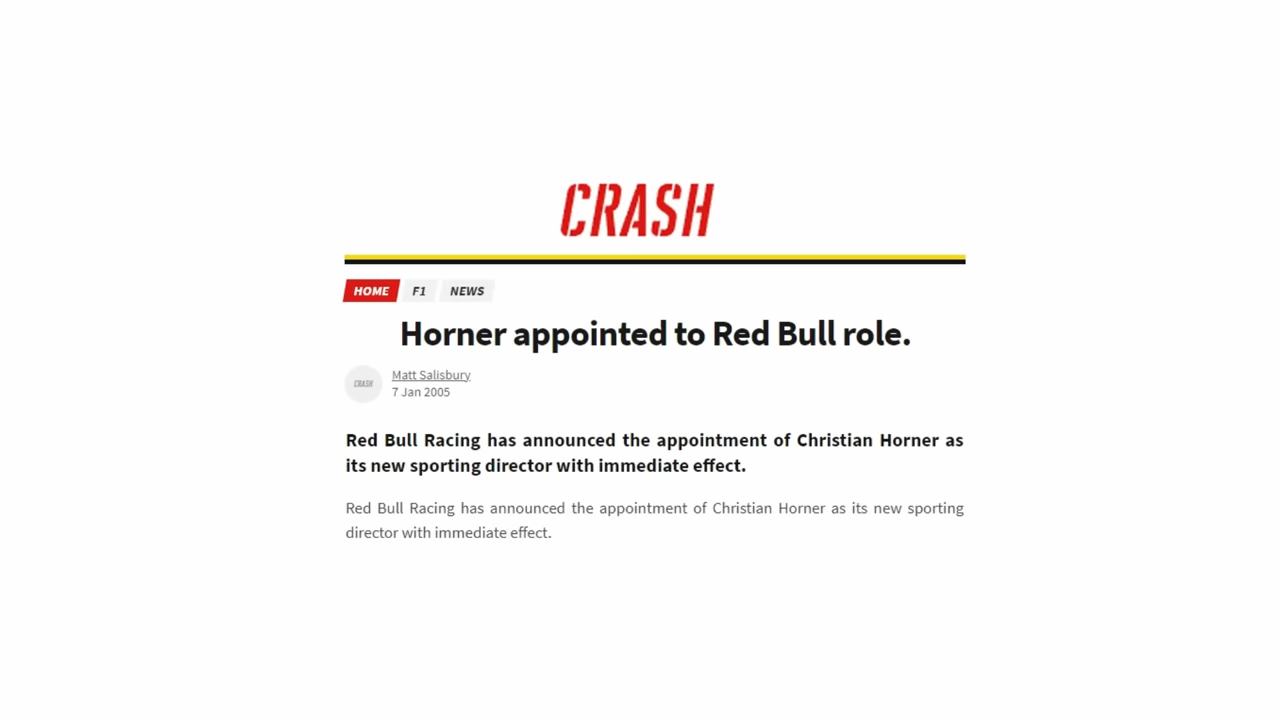 CRASH
HOME F1 NEWS
Horner appointed to Red Bull role.
CRASH Matt Salisbury
7 Jan 2005
Red Bull Racing has announced the appointment of Christian Horner as
its new sporting director with immediate effect.
Red Bull Racing has announced the appointment of Christian Horner as its new sporting
director with immediate effect.